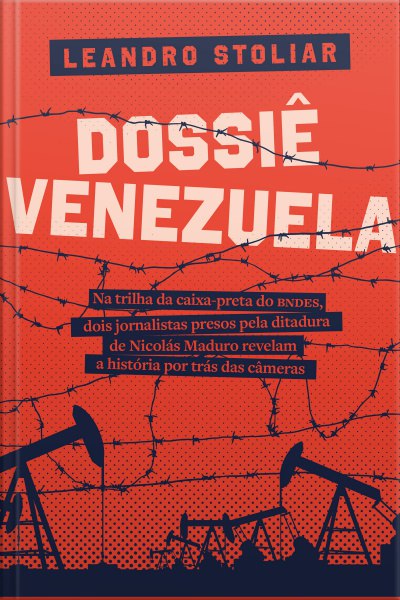 LEANDRO STOLIAR
DOSSIÊ
VENEZUELA
Na trilha da caixa-preta do BNDES,
dois jornalistas presos pela ditadura
de Nicolás Maduro revelam
a história por trás das câmeras